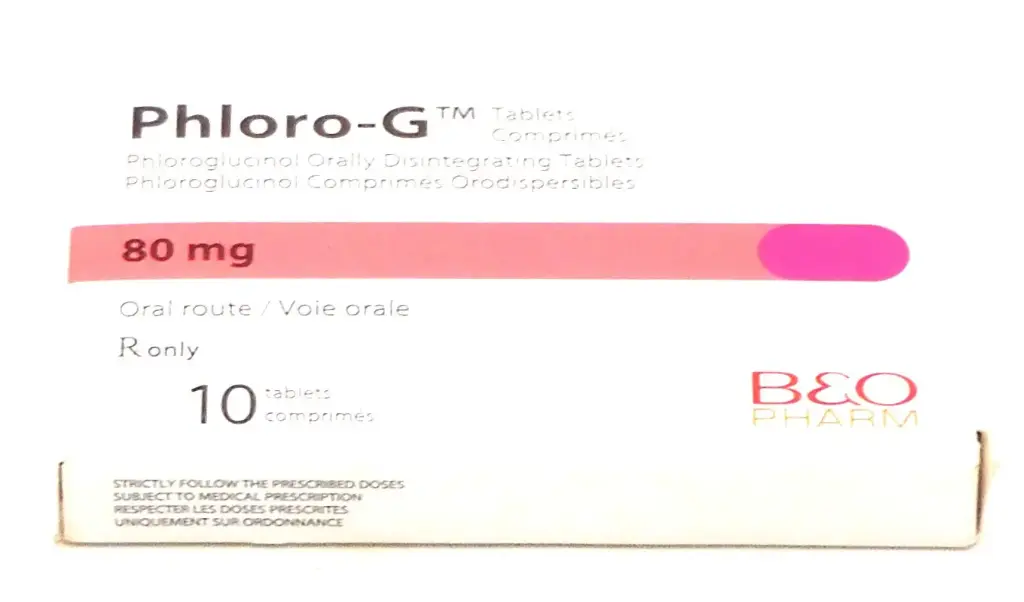 Phloro-G™ Tablets
Comprimés
Phloroglucinol Orally Disintegrating Tablets
Phloroglucinol Comprimés Orodispersibles
80 mg
Oral route / Voie orale
R only
10 tablets
comprimés
B&O
PHARM
STRICTLY FOLLOW THE PRESCRIBED DOSES
SUBJECT TO MEDICAL PRESCRIPTION
RESPECTER LES DOSES PRESCRITES
UNIQUEMENT SUR ORDONNANCE